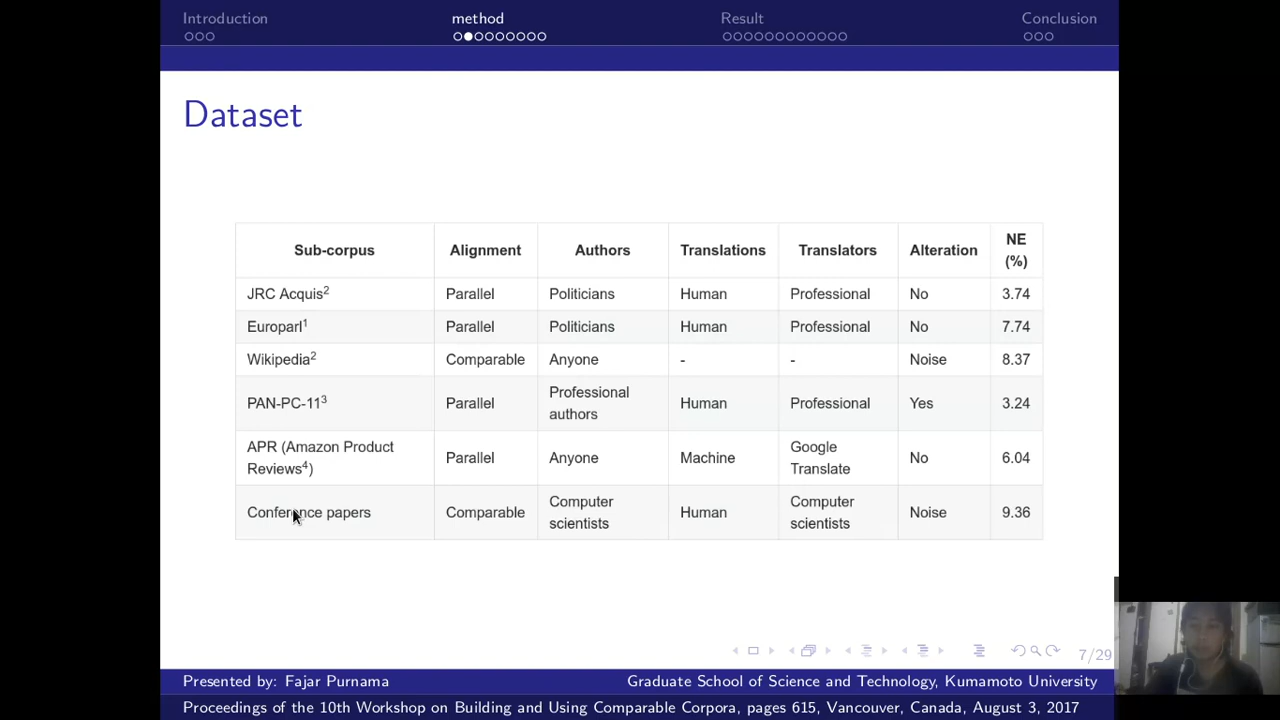 Introduction method Result Conclusion
Dataset
Sub-corpus Alignment Authors Translations Translators Alteration NE (%)
JRC Acquis² Parallel Politicians Human Professional No 3.74
Europarl¹ Parallel Politicians Human Professional No 7.74
Wikipedia² Comparable Anyone - - Noise 8.37
PAN-PC-11³ Parallel Professional authors Human Professional Yes 3.24
APR (Amazon Product Reviews⁴) Parallel Anyone Machine Google Translate No 6.04
Conference papers Comparable Computer scientists Human Computer scientists Noise 9.36
7/29
Presented by: Fajar Purnama Graduate School of Science and Technology, Kumamoto University
Proceedings of the 10th Workshop on Building and Using Comparable Corpora, pages 615, Vancouver, Canada, August 3, 2017